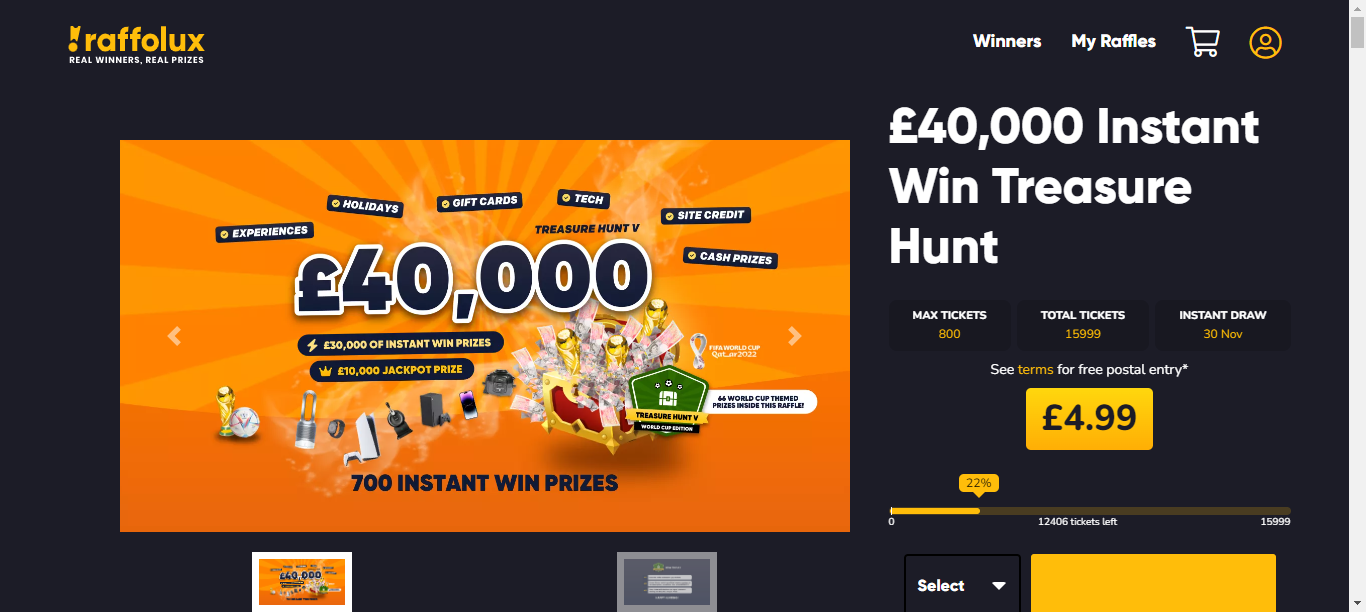 raffolux
REAL WINNERS, REAL PRIZES
Winners
My Raffles
£40,000 Instant
Win Treasure
Hunt
HOLIDAYS
GIFT CARDS
TECH
SITE CREDIT
EXPERIENCES
TREASURE HUNT V
CASH PRIZES
£40,000
£30,000 OF INSTANT WIN PRIZES
£10,000 JACKPOT PRIZE
FIFA WORLD CUP
Qatar2022
66 WORLD CUP THEMED
PRIZES INSIDE THIS RAFFLE!
TREASURE HUNT V
WORLD CUP EDITION
700 INSTANT WIN PRIZES
MAX TICKETS
800
TOTAL TICKETS
15999
INSTANT DRAW
30 Nov
See terms for free postal entry*
£4.99
22%
0
12406 tickets left
15999
£40,000
Select